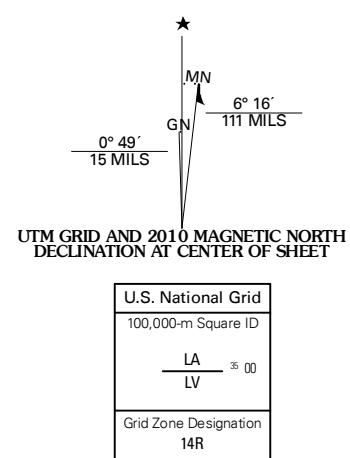 ★
MN
GN
6° 16´
111 MILS
0° 49´
15 MILS
UTM GRID AND 2010 MAGNETIC NORTH
DECLINATION AT CENTER OF SHEET
U.S. National Grid
100,000-m Square ID
LA
35 00
LV
Grid Zone Designation
14R